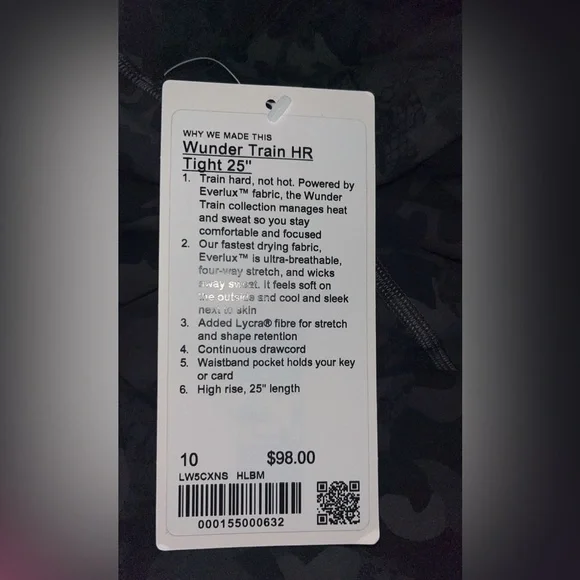 WHY WE MADE THIS
Wunder Train HR
Tight 25"
1. Train hard, not hot. Powered by
Everlux™ fabric, the Wunder
Train collection manages heat
and sweat so you stay
comfortable and focused
2. Our fastest drying fabric,
Everlux™ is ultra-breathable,
four-way stretch, and wicks
away sweat. It feels soft on
the outside and cool and sleek
next to skin
3. Added Lycra® fibre for stretch
and shape retention
4. Continuous drawcord
5. Waistband pocket holds your key
or card
6. High rise, 25" length
10 $98.00
LW5CXNS HLBM
000155000632